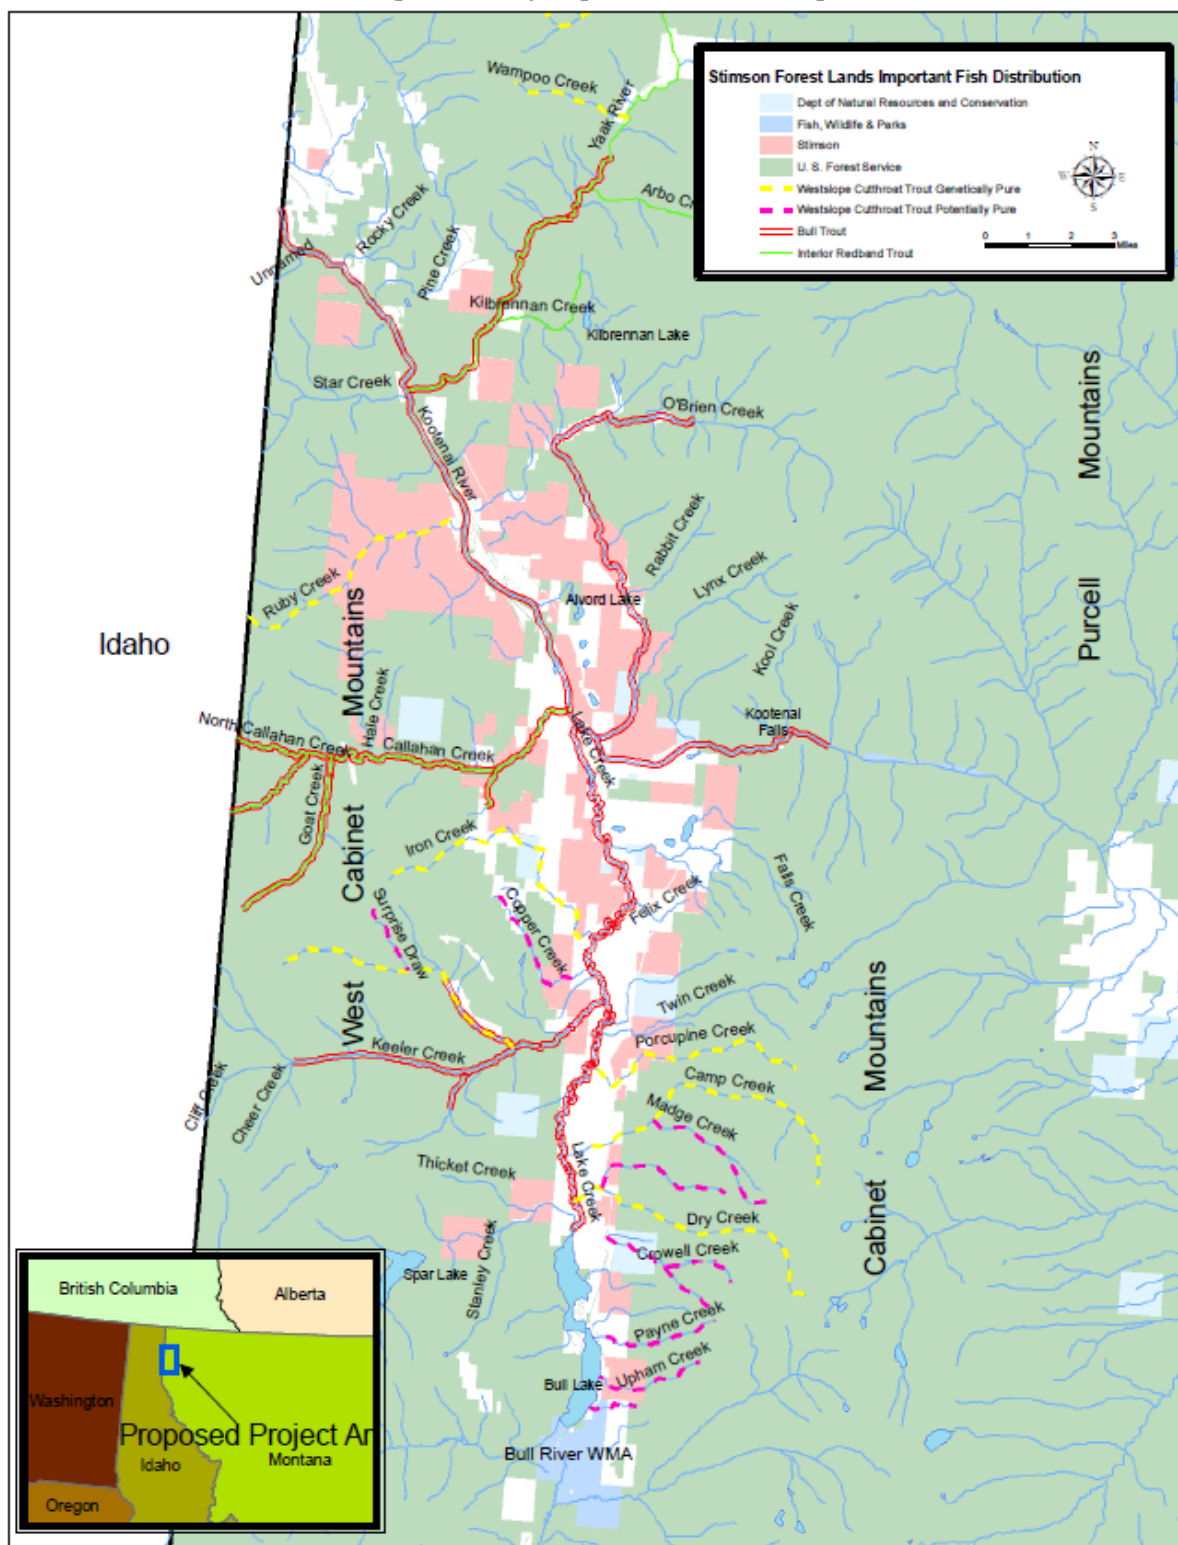 Stimson Forest Lands Important Fish Distribution
Dept of Natural Resources and Conservation
Fish, Wildlife & Parks
Stimson
U. S. Forest Service
Westslope Cutthroat Trout Genetically Pure
Westslope Cutthroat Trout Potentially Pure
Bull Trout
Interior Redband Trout
N
W
E
S
0 1 2 3
Miles
Wampoo Creek
Yaak River
Arbo Cr
Rocky Creek
Unnamed
Pine Creek
Kilbrennan Creek
Kilbrennan Lake
Star Creek
O'Brien Creek
Kootenai River
Mountains
Rabbit Creek
Lynx Creek
Ruby Creek
Alvord Lake
Kool Creek
Purcell
Idaho
Mountains
Hale Creek
North Callahan Creek
Callahan Creek
Lake Creek
Kootenai
Falls
Goat Creek
Iron Creek
Cabinet
Surprise Draw
Copper Creek
Felix Creek
Falls Creek
West
Twin Creek
Mountains
Keeler Creek
Porcupine Creek
Cliff Creek
Cheer Creek
Camp Creek
Madge Creek
Thicket Creek
Lake Creek
Cabinet
Dry Creek
Crowell Creek
Spar Lake
Stanley Creek
Payne Creek
Upham Creek
Bull Lake
Bull River WMA
British Columbia
Alberta
Washington
Proposed Project Ar
Idaho
Montana
Oregon